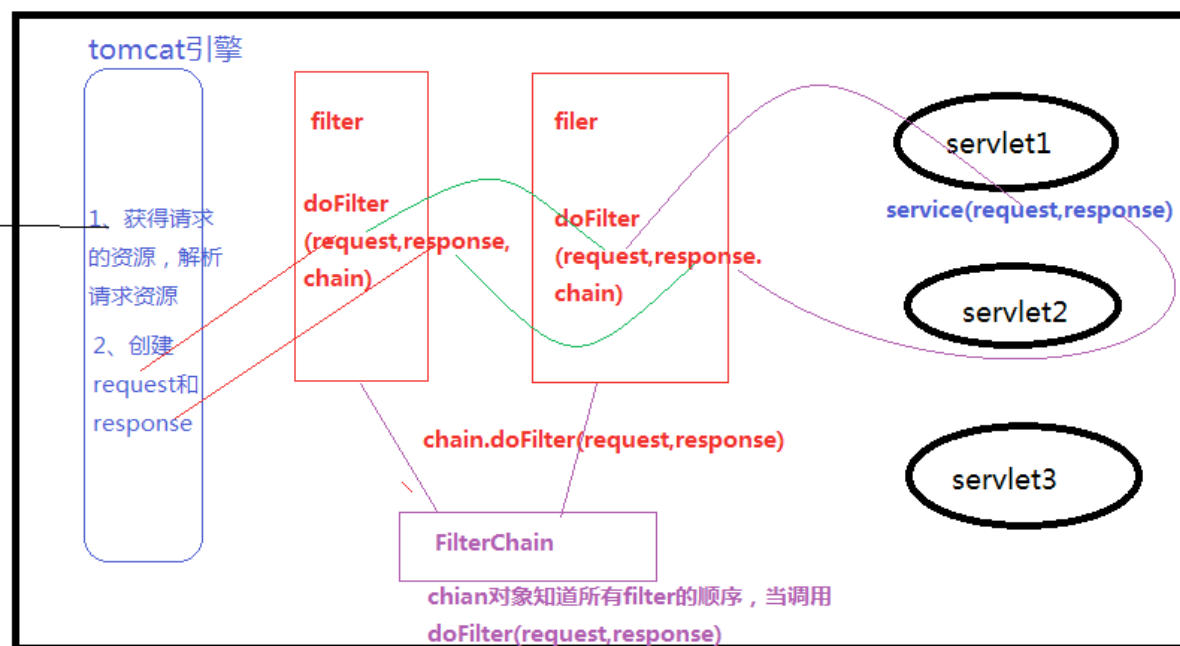 tomcat引擎
1、获得请求
的资源，解析
请求资源
2、创建
request和
response
filter
doFilter
(request,response,
chain)
filer
doFilter
(request,response.
chain)
servlet1
service(request,response)
servlet2
servlet3
chain.doFilter(request,response)
FilterChain
chian对象知道所有filter的顺序，当调用
doFilter(request,response)